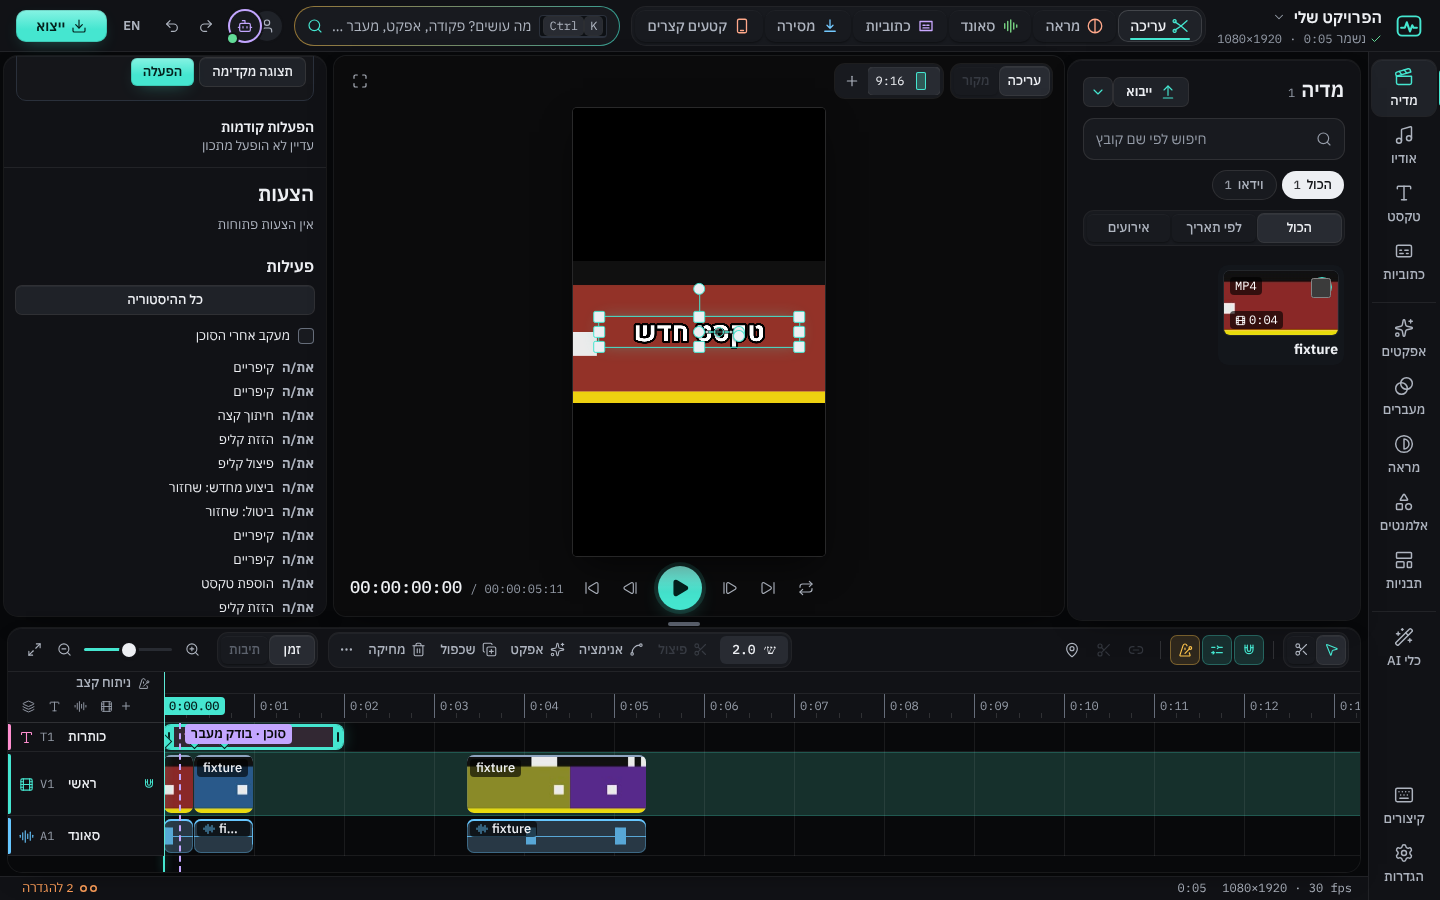 הפרויקט שלי
נשמר 0:05 · 1080×1920
עריכה
מראה
סאונד
כתוביות
מסירה
קטעים קצרים
מה עושים? פקודה, אפקט, מעבר ...
Ctrl K
EN
ייצוא
מדיה
אודיו
טקסט
כתוביות
אפקטים
מעברים
מראה
אלמנטים
תבניות
כלי AI
קיצורים
הגדרות
מדיה 1
ייבוא
חיפוש לפי שם קובץ
הכול 1
וידאו 1
הכול
לפי תאריך
אירועים
MP4
0:04
fixture
עריכה
מקור
9:16
טקסט חדש
00:00:00:00 / 00:00:05:11
תצוגה מקדימה
הפעלה
הפעלות קודמות
עדיין לא הופעל מתכון
הצעות
אין הצעות פתוחות
פעילות
כל ההיסטוריה
מעקב אחרי הסוכן
את/ה קיפריים
את/ה קיפריים
את/ה חיתוך קצה
את/ה הזזת קליפ
את/ה פיצול קליפ
את/ה ביצוע מחדש: שחזור
את/ה ביטול: שחזור
את/ה קיפריים
את/ה קיפריים
את/ה הוספת טקסט
את/ה הזזת קליפ
2.0 ש׳
פיצול
אנימציה
אפקט
שכפול
מחיקה
זמן
תיבות
ניתוח קצב
0:00.00
0:01
0:02
0:03
0:04
0:05
0:06
0:07
0:08
0:09
0:10
0:11
0:12
T1 כותרות
סוכן · בודק מעבר
V1 ראשי
fixture
fixture
A1 סאונד
fi...
fixture
2 להגדרה
0:05 1080×1920 · 30 fps